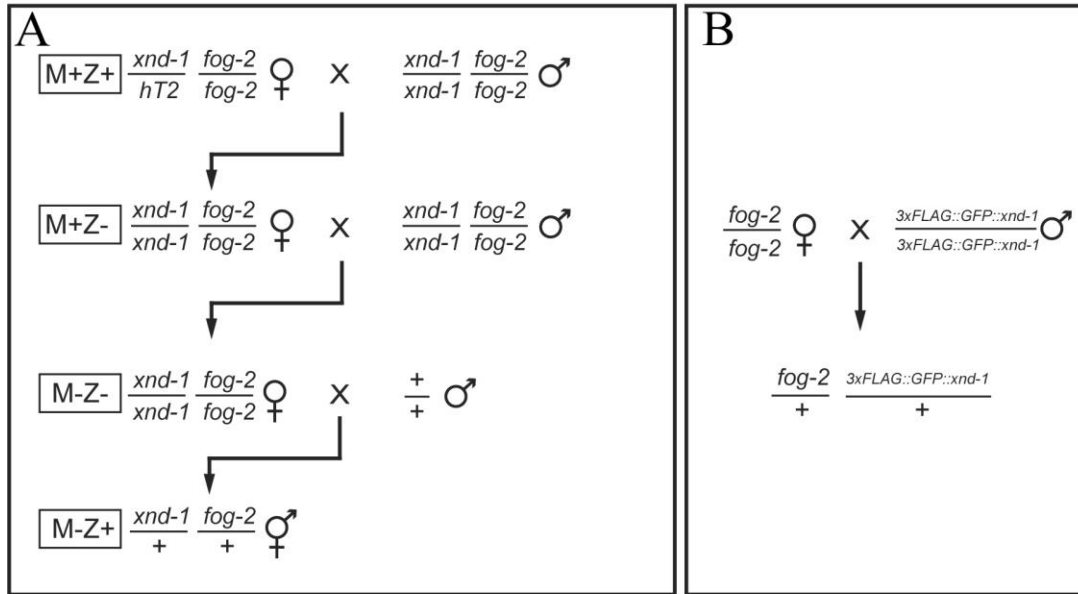 A
M+Z+ xnd-1 fog-2 ♀ X xnd-1 fog-2 ♂
hT2 fog-2 xnd-1 fog-2
M+Z- xnd-1 fog-2 ♀ X xnd-1 fog-2 ♂
xnd-1 fog-2 xnd-1 fog-2
M-Z- xnd-1 fog-2 ♀ X + ♂
xnd-1 fog-2 +
M-Z+ xnd-1 fog-2 ⚥
+ +
B
fog-2 ♀ X 3xFLAG::GFP::xnd-1 ♂
fog-2 3xFLAG::GFP::xnd-1
fog-2 3xFLAG::GFP::xnd-1
+ +